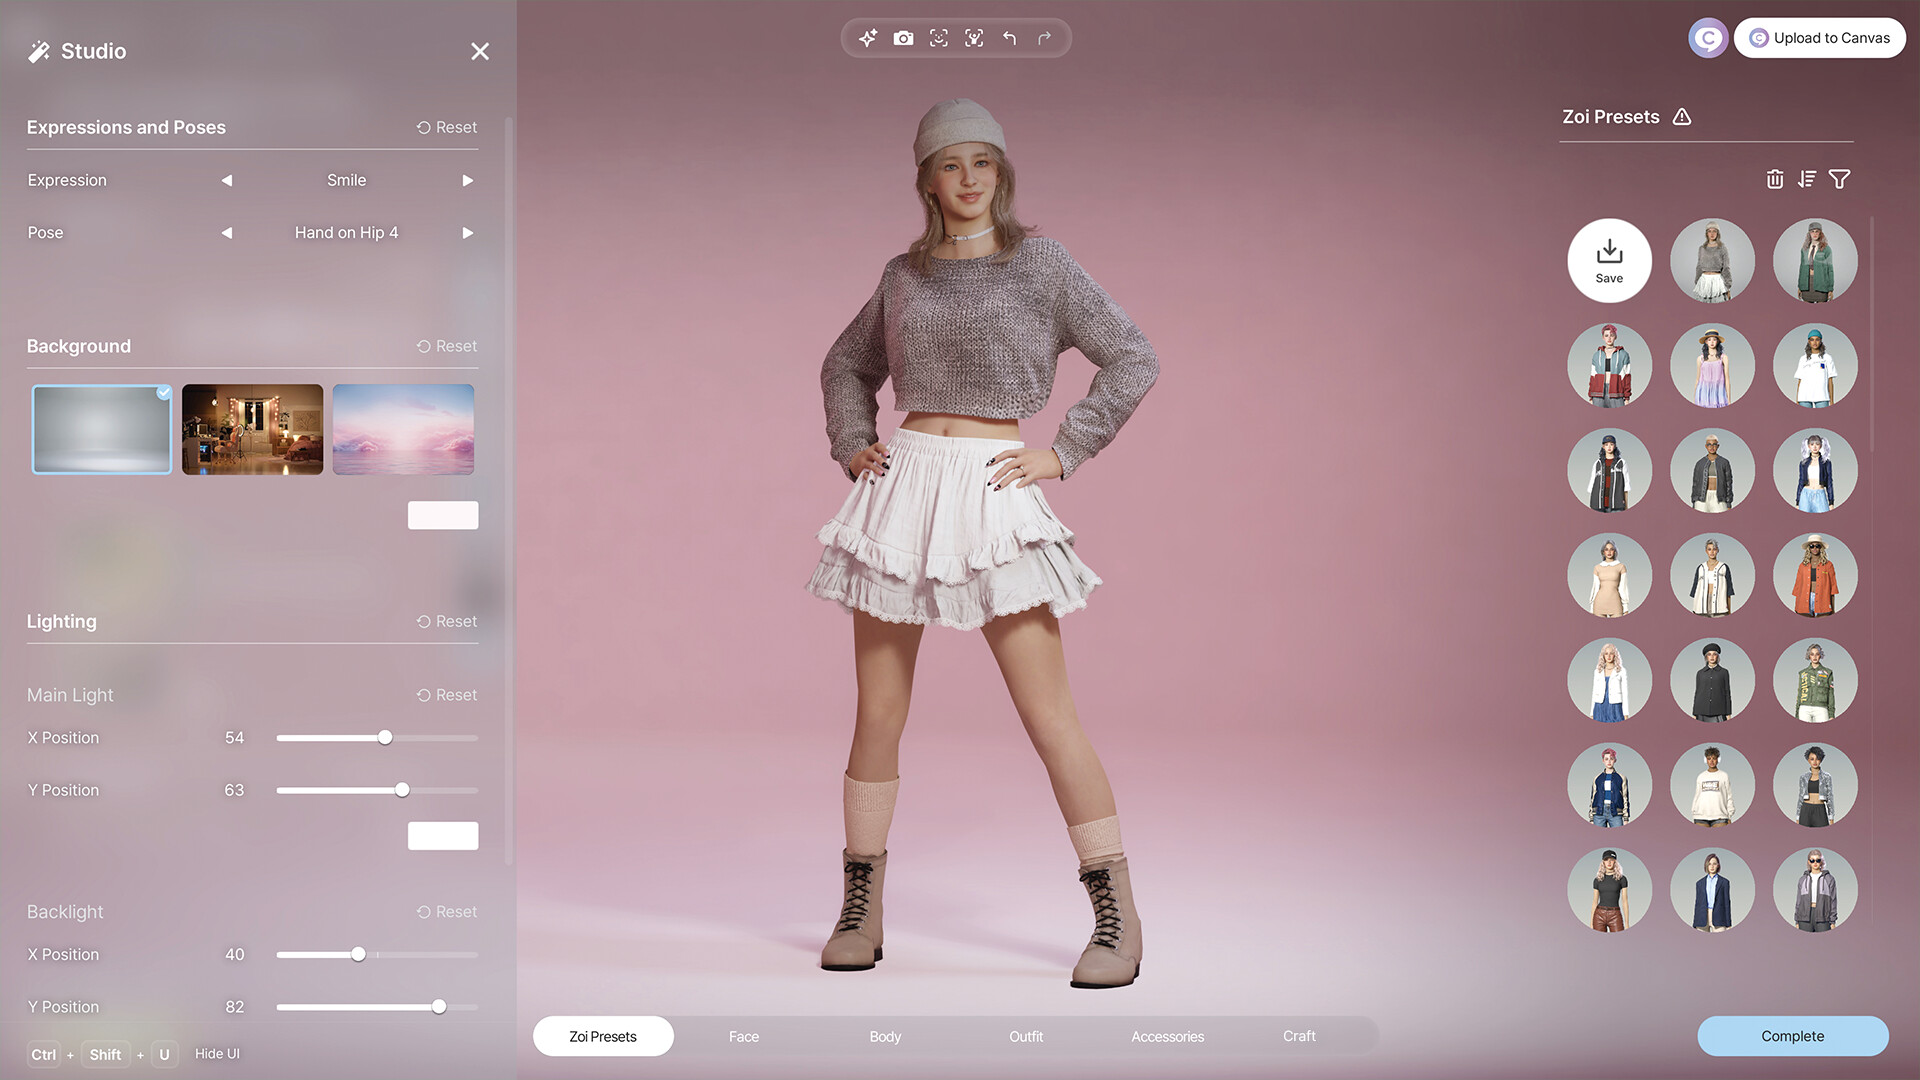 Studio
Expressions and Poses
Reset
Expression
Smile
Pose
Hand on Hip 4
Background
Reset
Lighting
Reset
Main Light
Reset
X Position
54
Y Position
63
Backlight
Reset
X Position
40
Y Position
82
Ctrl + Shift + U Hide UI
Zoi Presets
Face
Body
Outfit
Accessories
Craft
C
Upload to Canvas
Zoi Presets
Save
Complete